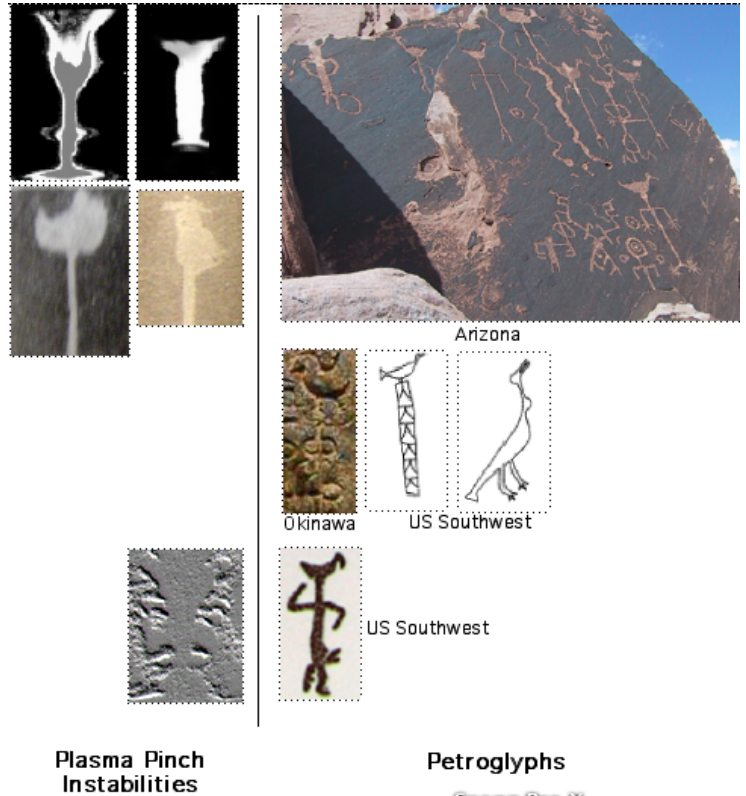 Arizona
Okinawa
US Southwest
US Southwest
Plasma Pinch
Instabilities
Petroglyphs